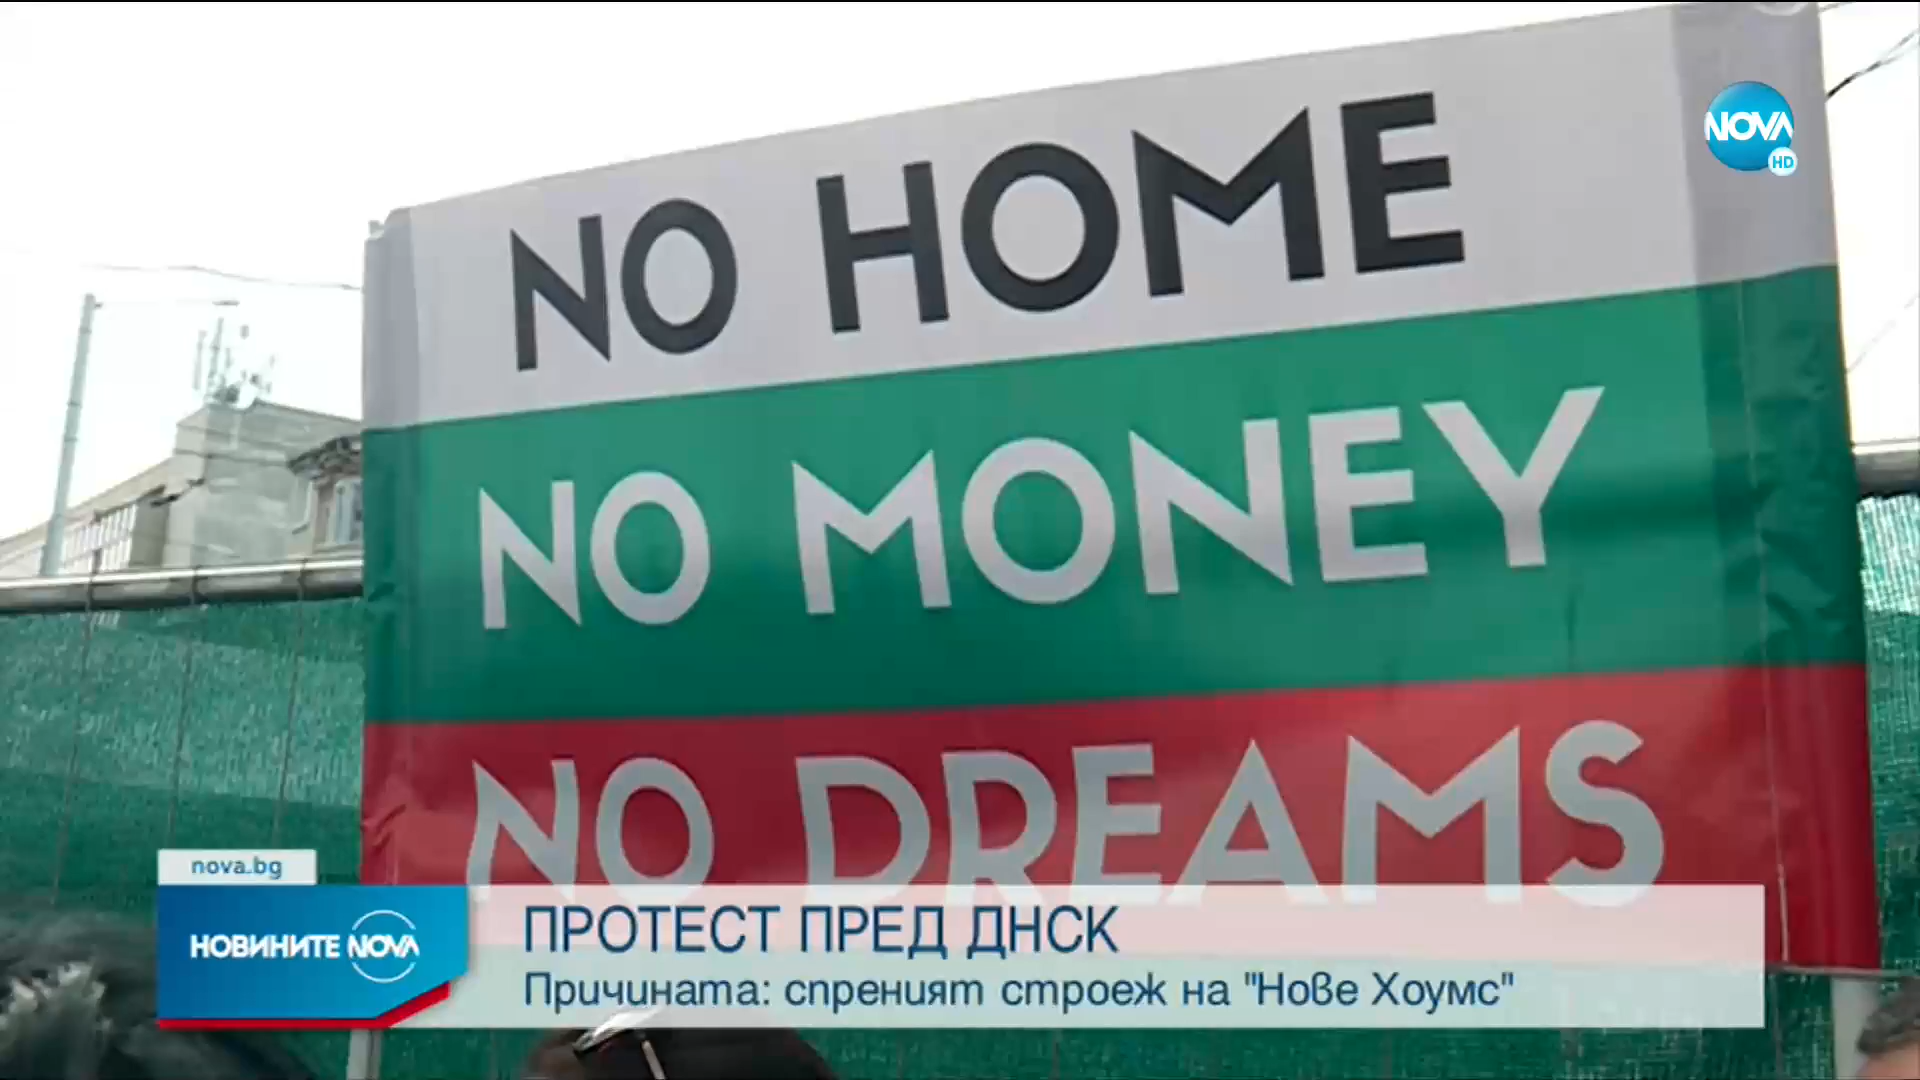 NOVA
HD
NO HOME
NO MONEY
NO DREAMS
nova.bg
НОВИНИТЕ NOVA
ПРОТЕСТ ПРЕД ДНСК
Причината: спреният строеж на "Нове Хоумс"